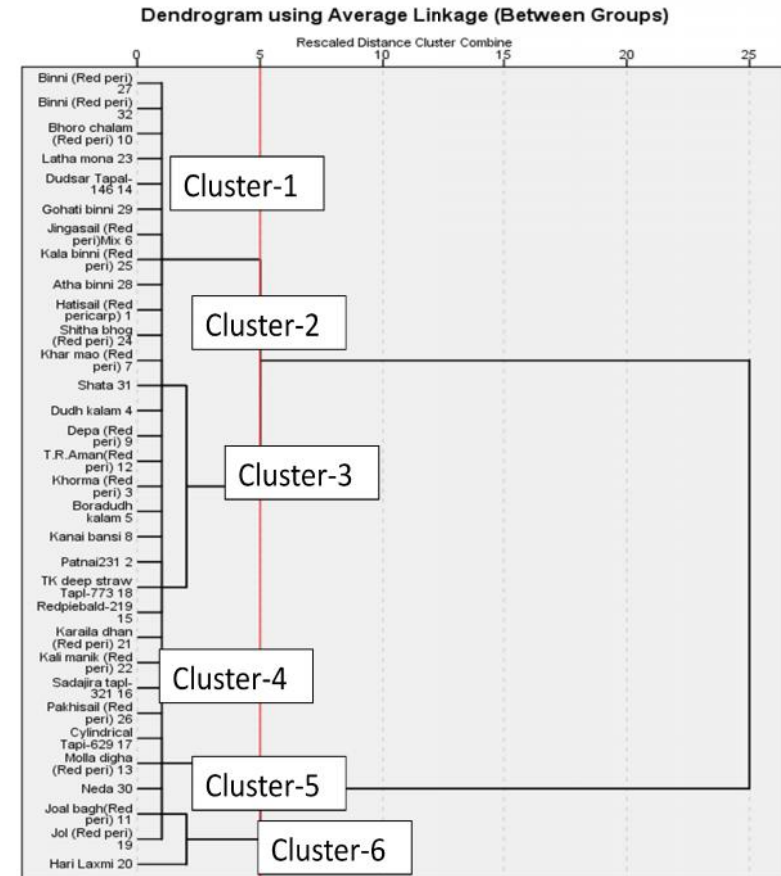 Dendrogram using Average Linkage (Between Groups)
Rescaled Distance Cluster Combine
0 5 10 15 20 25
Binni (Red peri)
27
Binni (Red peri)
32
Bhoro chalam
(Red peri) 10
Latha mona 23
Dudsar Tapal-
146 14
Cluster-1
Gohati binni 29
Jingasail (Red
peri)Mix 6
Kala binni (Red
peri) 25
Atha binni 28
Hatisail (Red
pericarp) 1
Cluster-2
Shitha bhog
(Red peri) 24
Khar mao (Red
peri) 7
Shata 31
Dudh kalam 4
Depa (Red
peri) 9
T.R.Aman(Red
peri) 12
Cluster-3
Khorma (Red
peri) 3
Boradudh
kalam 5
Kanai bansi 8
Patnai231 2
TK deep straw
Tapl-773 18
Redpiebald-219
15
Karaila dhan
(Red peri) 21
Kali manik (Red
peri) 22
Cluster-4
Sadajira tapl-
321 16
Pakhisail (Red
peri) 26
Cylindrical
Tapi-629 17
Molla digha
(Red peri) 13
Cluster-5
Neda 30
Joal bagh(Red
peri) 11
Jol (Red peri)
19
Cluster-6
Hari Laxmi 20